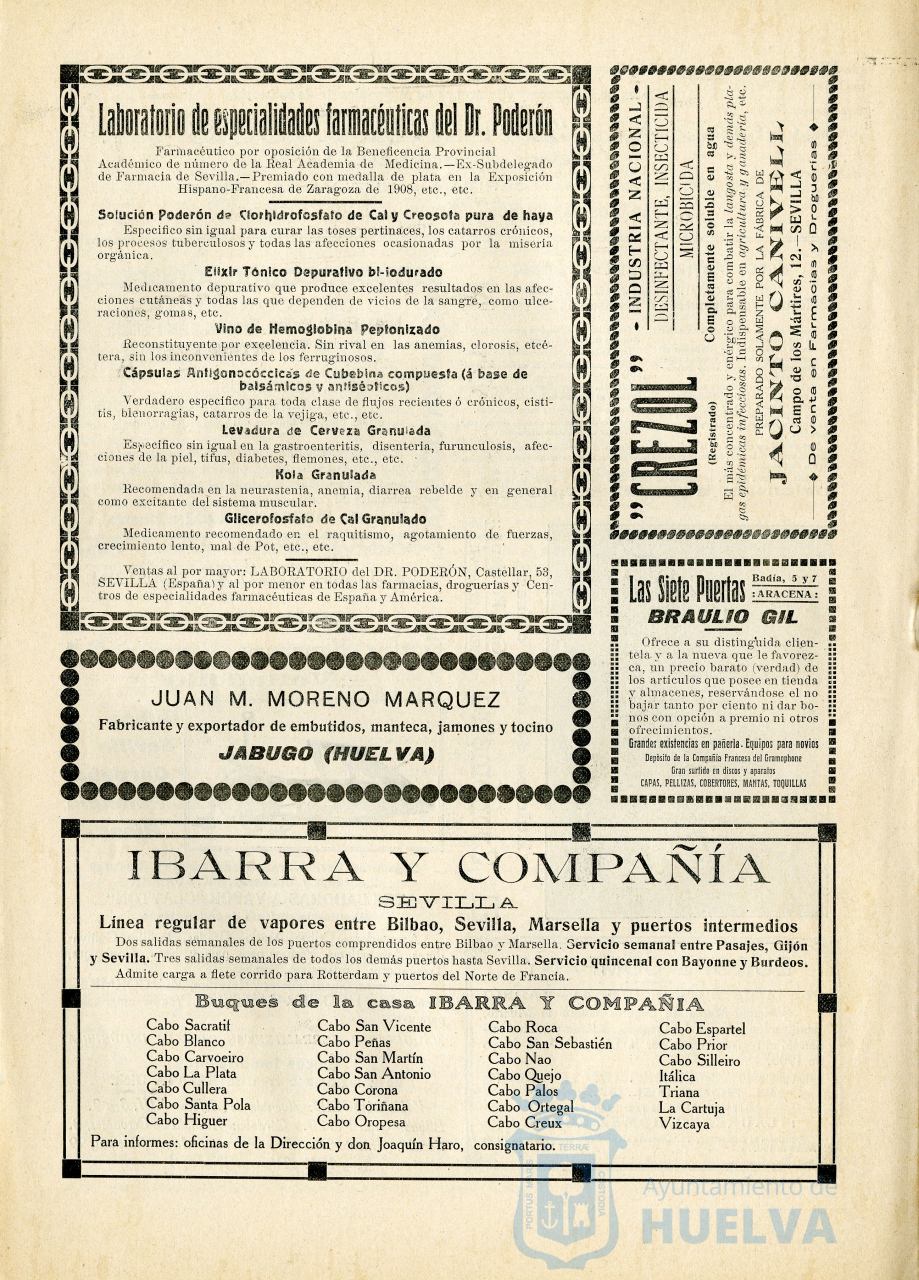 Laboratorio de especialidades farmacéuticas del Dr. Poderón
Farmacéutico por oposición de la Beneficencia Provincial
Académico de número de la Real Academia de Medicina.—Ex-Subdelegado
de Farmacia de Sevilla.—Premiado con medalla de plata en la Exposición
Hispano-Francesa de Zaragoza de 1908, etc., etc.
Solución Poderón de Clorhidrofosfato de Cal y Creosota pura de haya
Especifico sin igual para curar las toses pertinaces, los catarros crónicos,
los procesos tuberculosos y todas las afecciones ocasionadas por la miseria
orgánica.
Elixir Tónico Depurativo bi-iodurado
Medicamento depurativo que produce excelentes resultados en las afec-
ciones cutáneas y todas las que dependen de vicios de la sangre, como ulce-
raciones, gomas, etc.
Vino de Hemoglobina Peptonizado
Reconstituyente por excelencia. Sin rival en las anemias, clorosis, etcé-
tera, sin los inconvenientes de los ferruginosos.
Cápsulas Antigonocóccicas de Cubebina compuesta (á base de
balsámicos y antisépticos)
Verdadero especifico para toda clase de flujos recientes ó crónicos, cisti-
tis, blenorragias, catarros de la vejiga, etc., etc.
Levadura de Cerveza Granulada
Específico sin igual en la gastroenteritis, disentería, furunculosis, afec-
ciones de la piel, tifus, diabetes, flemones, etc., etc.
Kola Granulada
Recomendada en la neurastenia, anemia, diarrea rebelde y en general
como excitante del sistema muscular.
Glicerofosfato de Cal Granulado
Medicamento recomendado en el raquitismo, agotamiento de fuerzas,
crecimiento lento, mal de Pot, etc., etc.
Ventas al por mayor: LABORATORIO del DR. PODERÓN, Castellar, 53,
SEVILLA (España) y al por menor en todas las farmacias, droguerías y Cen-
tros de especialidades farmacéuticas de España y América.
"CREZOL"
(Registrado)
- INDUSTRIA NACIONAL -
DESINFECTANTE, INSECTICIDA
MICROBICIDA
Completamente soluble en agua
El más concentrado y enérgico para combatir la langosta y demás pla-
gas epidémicas infecciosas. Indispensable en agricultura y ganadería, etc.
PREPARADO SOLAMENTE POR LA FÁBRICA DE
JACINTO CANIVELL
Campo de los Mártires, 12.—SEVILLA
◆ De venta en Farmacias y Droguerías ◆
Las Siete Puertas
Badía, 5 y 7
: ARACENA :
BRAULIO GIL
Ofrece a su distinguida clien-
tela y a la nueva que le favorez-
ca, un precio barato (verdad) de
los artículos que posee en tienda
y almacenes, reservándose el no
bajar tanto por ciento ni dar bo-
nos con opción a premio ni otros
ofrecimientos.
Grandes existencias en pañería. Equipos para novios
Depósito de la Compañía Francesa del Gramophone
Gran surtido en discos y aparatos
CAPAS, PELLIZAS, COBERTORES, MANTAS, TOQUILLAS
JUAN M. MORENO MARQUEZ
Fabricante y exportador de embutidos, manteca, jamones y tocino
JABUGO (HUELVA)
IBARRA Y COMPAÑÍA
SEVILLA
Línea regular de vapores entre Bilbao, Sevilla, Marsella y puertos intermedios
Dos salidas semanales de los puertos comprendidos entre Bilbao y Marsella. Servicio semanal entre Pasajes, Gijón
y Sevilla. Tres salidas semanales de todos los demás puertos hasta Sevilla. Servicio quincenal con Bayonne y Burdeos.
Admite carga a flete corrido para Rotterdam y puertos del Norte de Francia.
Buques de la casa IBARRA Y COMPAÑIA
Cabo Sacratif
Cabo Blanco
Cabo Carvoeiro
Cabo La Plata
Cabo Cullera
Cabo Santa Pola
Cabo Higuer
Cabo San Vicente
Cabo Peñas
Cabo San Martín
Cabo San Antonio
Cabo Corona
Cabo Toriñana
Cabo Oropesa
Cabo Roca
Cabo San Sebastién
Cabo Nao
Cabo Quejo
Cabo Palos
Cabo Ortegal
Cabo Creux
Cabo Espartel
Cabo Prior
Cabo Silleiro
Itálica
Triana
La Cartuja
Vizcaya
Para informes: oficinas de la Dirección y don Joaquín Haro, consignatario.
PORTUS MARIS ET TERRAE CUSTODIA
Ayuntamiento de
HUELVA